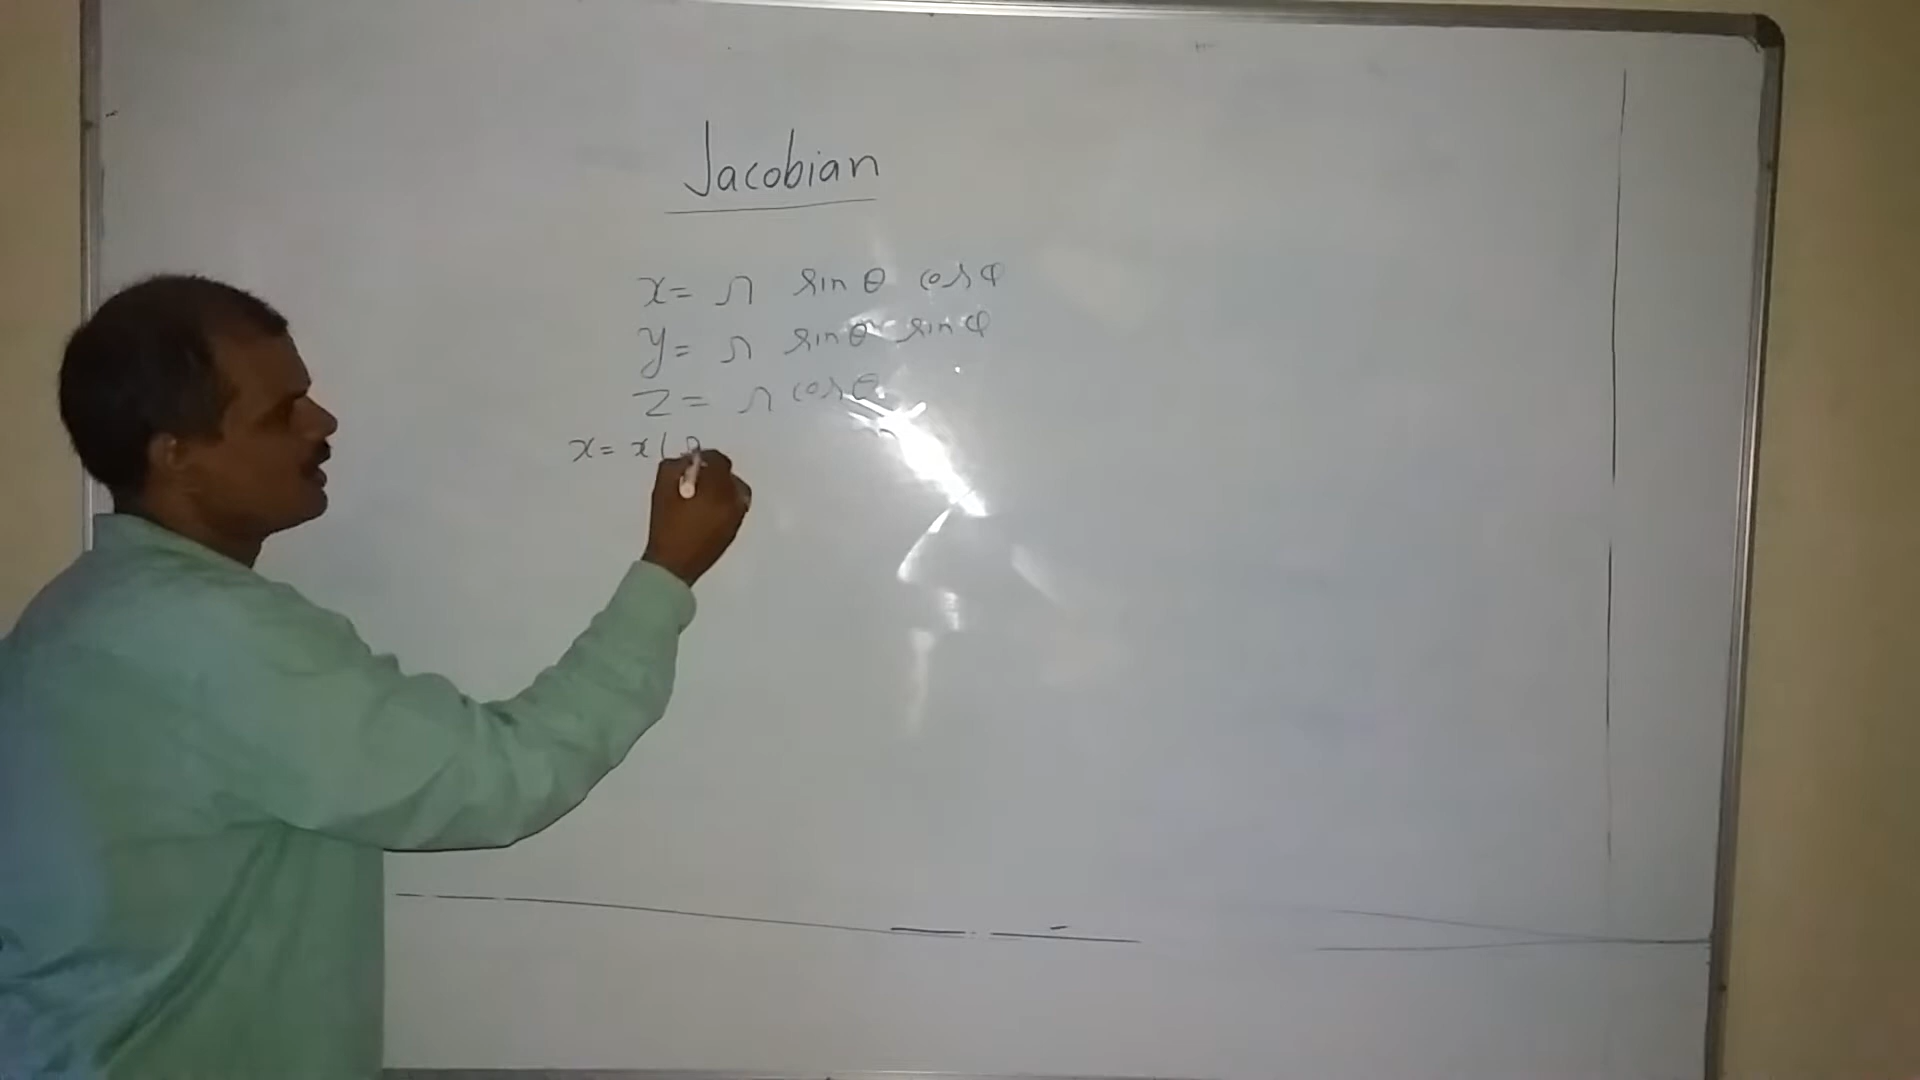 Jacobian
x = r sin θ cos φ
y = r sin θ sin φ
z = r cos θ
x = x ( r